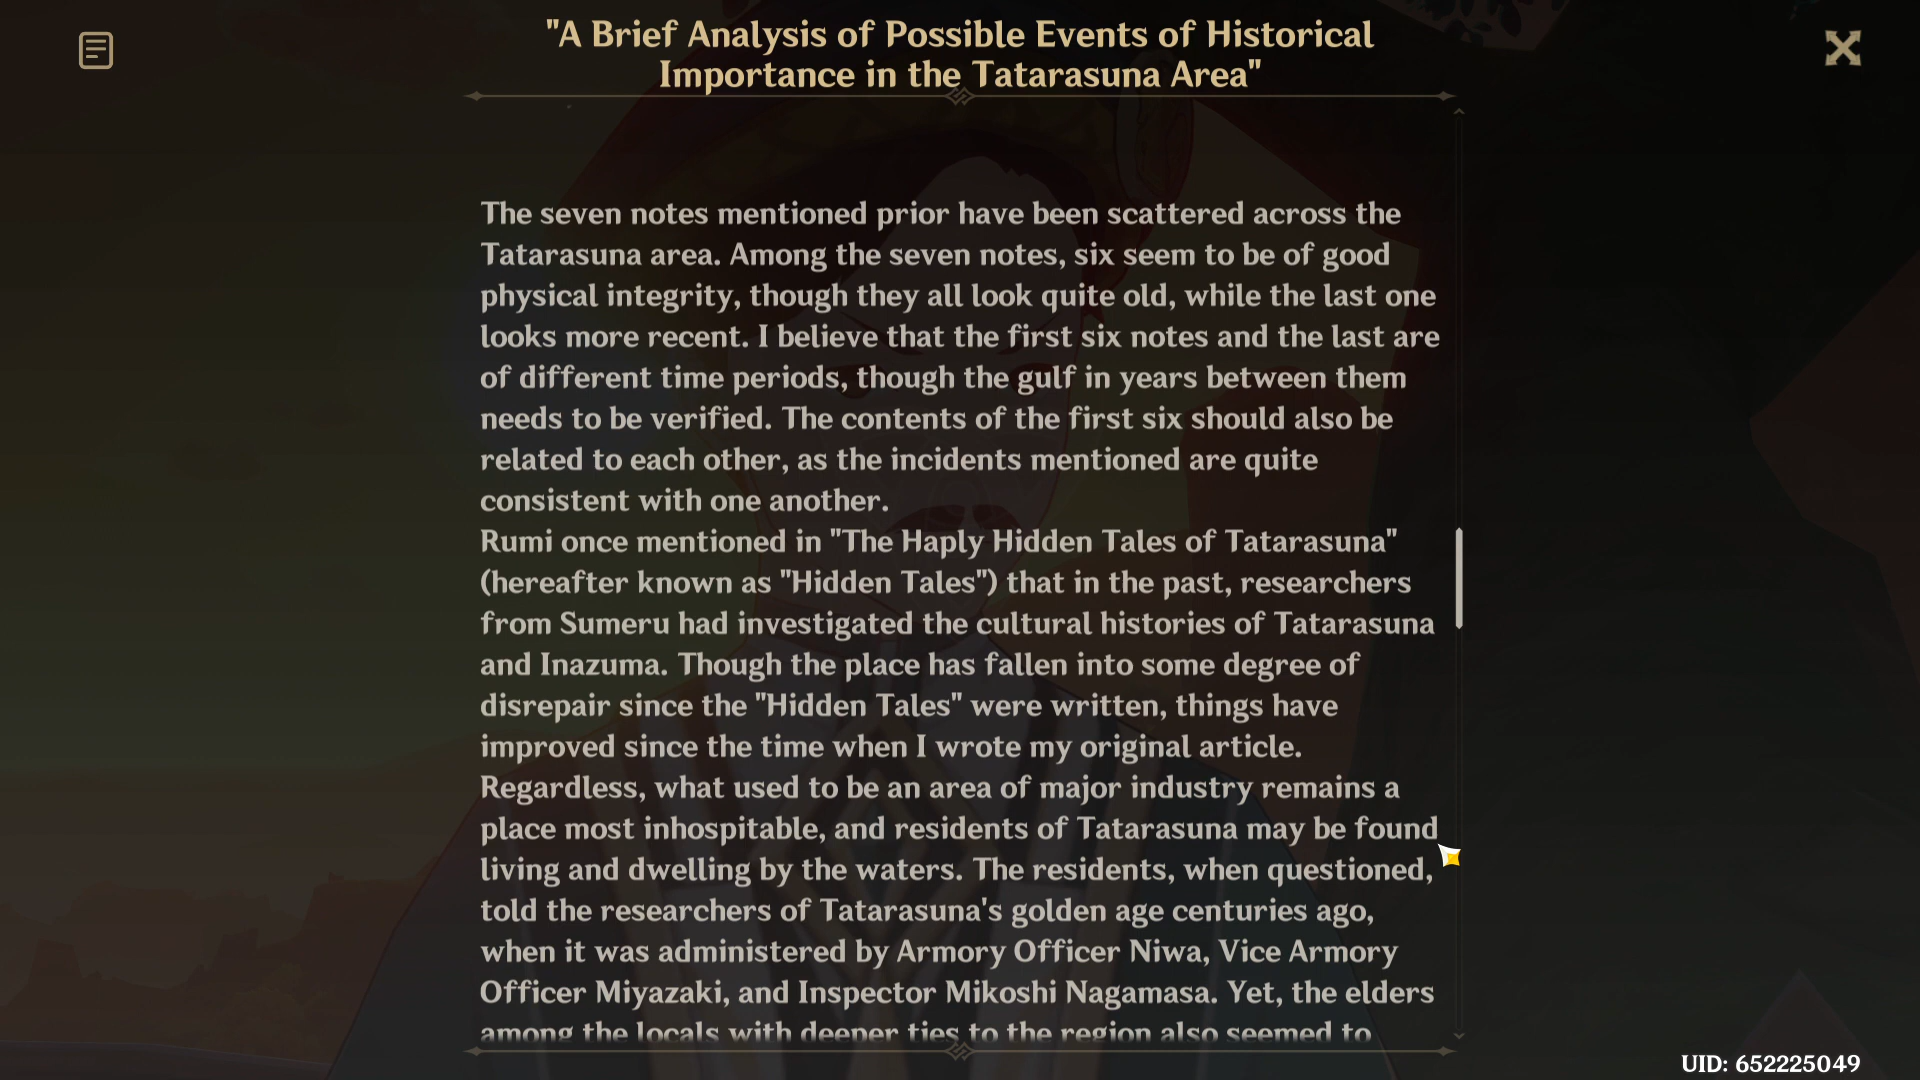 "A Brief Analysis of Possible Events of Historical
Importance in the Tatarasuna Area"
The seven notes mentioned prior have been scattered across the
Tatarasuna area. Among the seven notes, six seem to be of good
physical integrity, though they all look quite old, while the last one
looks more recent. I believe that the first six notes and the last are
of different time periods, though the gulf in years between them
needs to be verified. The contents of the first six should also be
related to each other, as the incidents mentioned are quite
consistent with one another.
Rumi once mentioned in "The Haply Hidden Tales of Tatarasuna"
(hereafter known as "Hidden Tales") that in the past, researchers
from Sumeru had investigated the cultural histories of Tatarasuna
and Inazuma. Though the place has fallen into some degree of
disrepair since the "Hidden Tales" were written, things have
improved since the time when I wrote my original article.
Regardless, what used to be an area of major industry remains a
place most inhospitable, and residents of Tatarasuna may be found
living and dwelling by the waters. The residents, when questioned,
told the researchers of Tatarasuna's golden age centuries ago,
when it was administered by Armory Officer Niwa, Vice Armory
Officer Miyazaki, and Inspector Mikoshi Nagamasa. Yet, the elders
among the locals with deeper ties to the region also seemed to
UID: 652225049